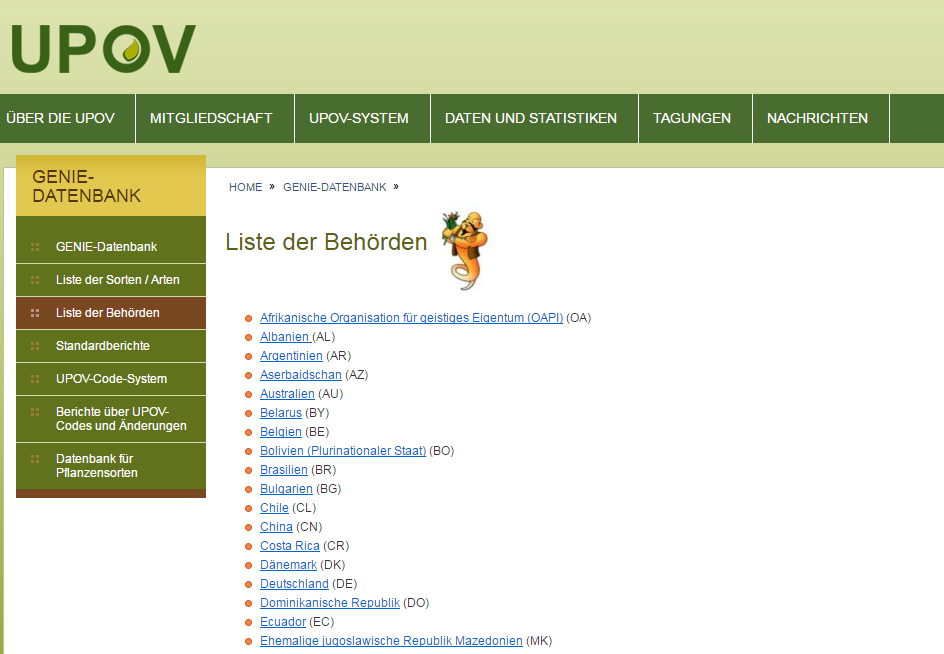 UPOV
ÜBER DIE UPOV
MITGLIEDSCHAFT
UPOV-SYSTEM
DATEN UND STATISTIKEN
TAGUNGEN
NACHRICHTEN
GENIE-
DATENBANK
GENIE-Datenbank
Liste der Sorten / Arten
Liste der Behörden
Standardberichte
UPOV-Code-System
Berichte über UPOV-
Codes und Änderungen
Datenbank für
Pflanzensorten
HOME » GENIE-DATENBANK »
Liste der Behörden
Afrikanische Organisation für geistiges Eigentum (OAPI) (OA)
Albanien (AL)
Argentinien (AR)
Aserbaidschan (AZ)
Australien (AU)
Belarus (BY)
Belgien (BE)
Bolivien (Plurinationaler Staat) (BO)
Brasilien (BR)
Bulgarien (BG)
Chile (CL)
China (CN)
Costa Rica (CR)
Dänemark (DK)
Deutschland (DE)
Dominikanische Republik (DO)
Ecuador (EC)
Ehemalige jugoslawische Republik Mazedonien (MK)